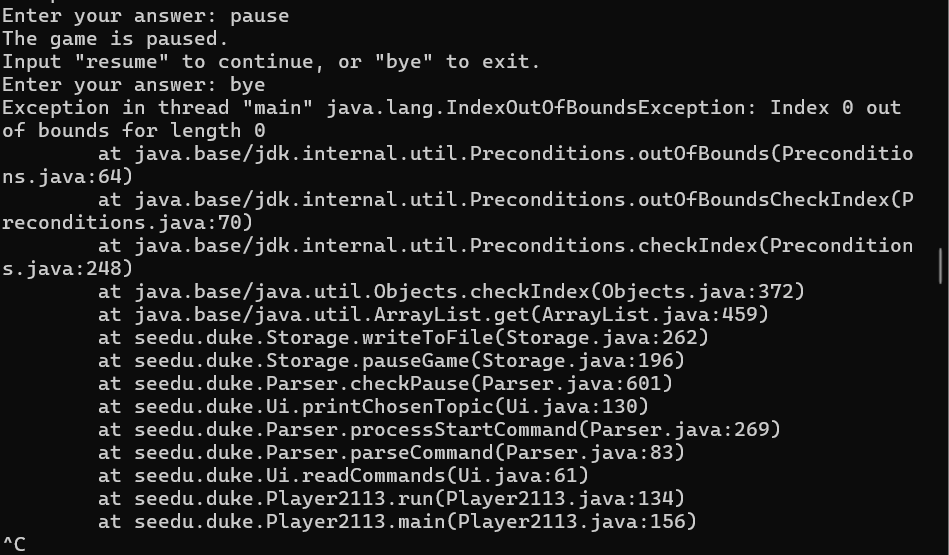 Enter your answer: pause
The game is paused.
Input "resume" to continue, or "bye" to exit.
Enter your answer: bye
Exception in thread "main" java.lang.IndexOutOfBoundsException: Index 0 out
of bounds for length 0
        at java.base/jdk.internal.util.Preconditions.outOfBounds(Preconditio
ns.java:64)
        at java.base/jdk.internal.util.Preconditions.outOfBoundsCheckIndex(P
reconditions.java:70)
        at java.base/jdk.internal.util.Preconditions.checkIndex(Precondition
s.java:248)
        at java.base/java.util.Objects.checkIndex(Objects.java:372)
        at java.base/java.util.ArrayList.get(ArrayList.java:459)
        at seedu.duke.Storage.writeToFile(Storage.java:262)
        at seedu.duke.Storage.pauseGame(Storage.java:196)
        at seedu.duke.Parser.checkPause(Parser.java:601)
        at seedu.duke.Ui.printChosenTopic(Ui.java:130)
        at seedu.duke.Parser.processStartCommand(Parser.java:269)
        at seedu.duke.Parser.parseCommand(Parser.java:83)
        at seedu.duke.Ui.readCommands(Ui.java:61)
        at seedu.duke.Player2113.run(Player2113.java:134)
        at seedu.duke.Player2113.main(Player2113.java:156)
^C